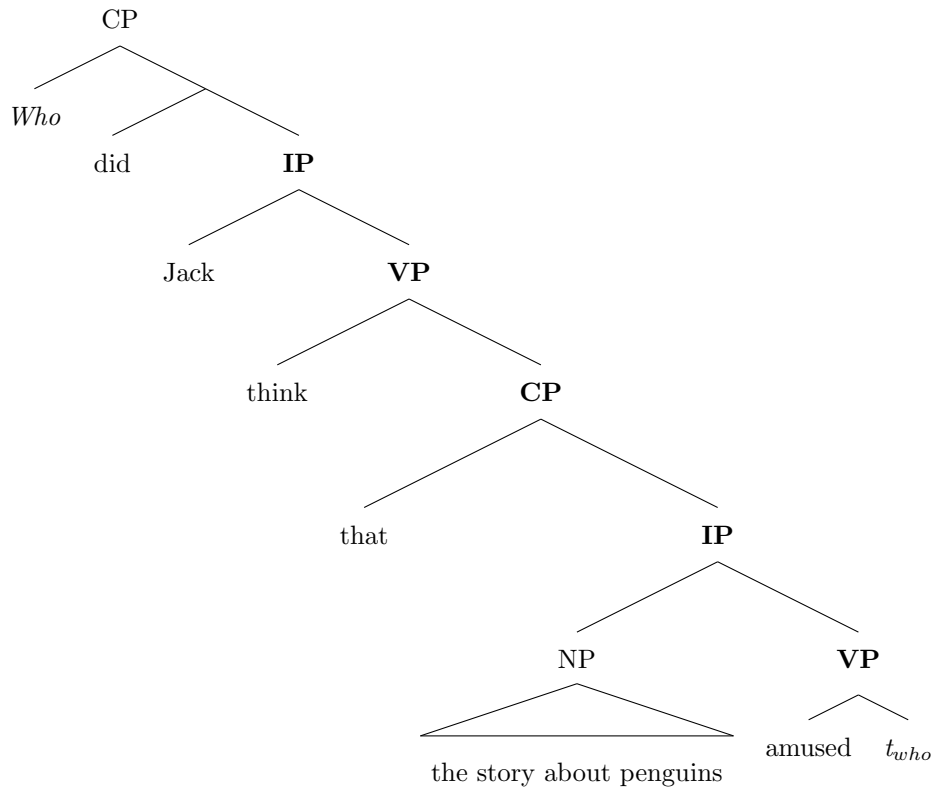 CP
Who
did IP
Jack VP
think CP
that IP
NP VP
the story about penguins amused t_who